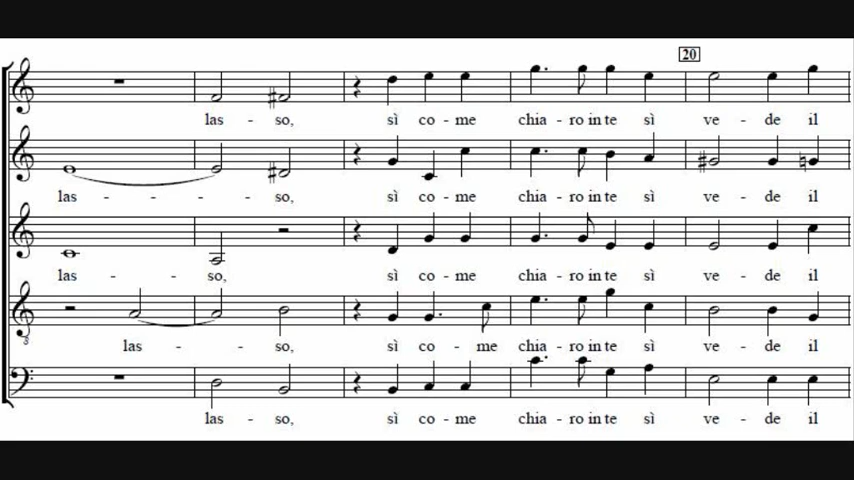 20
las - so, sì co - me chia - ro in te sì ve - de il
las - - - so, sì co - me chia - ro in te sì ve - de il
las - - so, sì co - me chia - ro in te sì ve - de il
8
las - - so, sì co - me chia - ro in te sì ve - de il
las - so, sì co - me chia - ro in te sì ve - de il